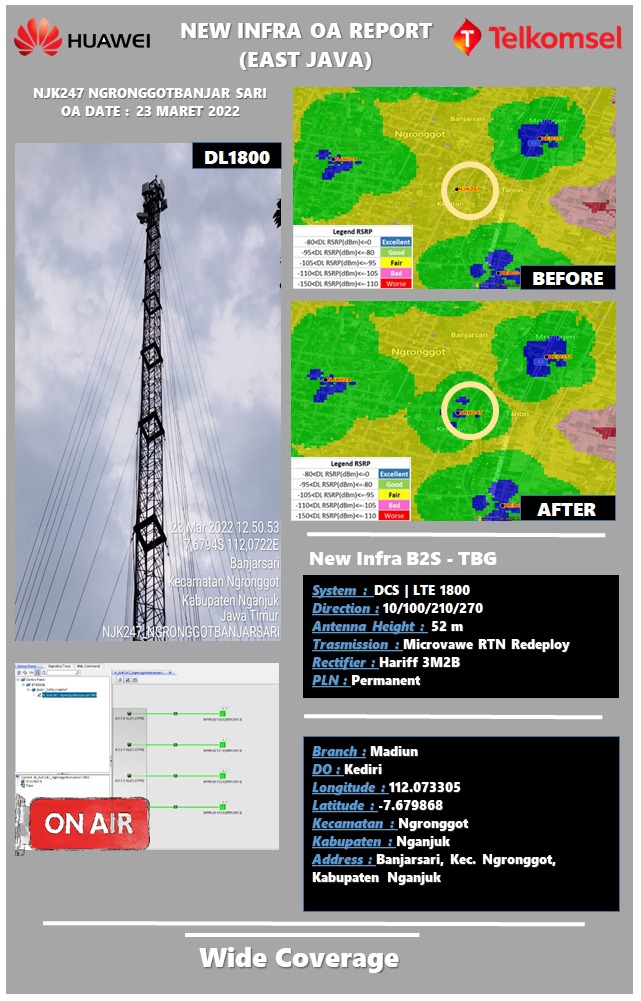 HUAWEI
NEW INFRA OA REPORT
(EAST JAVA)
Telkomsel
NJK247 NGRONGGOTBANJAR SARI
OA DATE : 23 MARET 2022
DL1800
28 Mar 2022 12.50.53
7,6794S 112,0722E
Banjarsari
Kecamatan Ngronggot
Kabupaten Nganjuk
Jawa Timur
NJK247_NGRONGGOTBANJARSARI
Banjarsari
Ngronggot
Tanon
Legend RSRP
-80<DL RSRP(dBm)<=0 Excellent
-95<DL RSRP(dBm)<=-80 Good
-105<DL RSRP(dBm)<=-95 Fair
-110<DL RSRP(dBm)<=-105 Bad
-150<DL RSRP(dBm)<=-110 Worse
BEFORE
Banjarsari
Ngronggot
Tanon
Legend RSRP
-80<DL RSRP(dBm)<=0 Excellent
-95<DL RSRP(dBm)<=-80 Good
-105<DL RSRP(dBm)<=-95 Fair
-110<DL RSRP(dBm)<=-105 Bad
-150<DL RSRP(dBm)<=-110 Worse
AFTER
New Infra B2S - TBG
System : DCS | LTE 1800
Direction : 10/100/210/270
Antenna Height : 52 m
Trasmission : Microvawe RTN Redeploy
Rectifier : Hariff 3M2B
PLN : Permanent
ON AIR
Branch : Madiun
DO : Kediri
Longitude : 112.073305
Latitude : -7.679868
Kecamatan : Ngronggot
Kabupaten : Nganjuk
Address : Banjarsari, Kec. Ngronggot,
Kabupaten Nganjuk
Wide Coverage